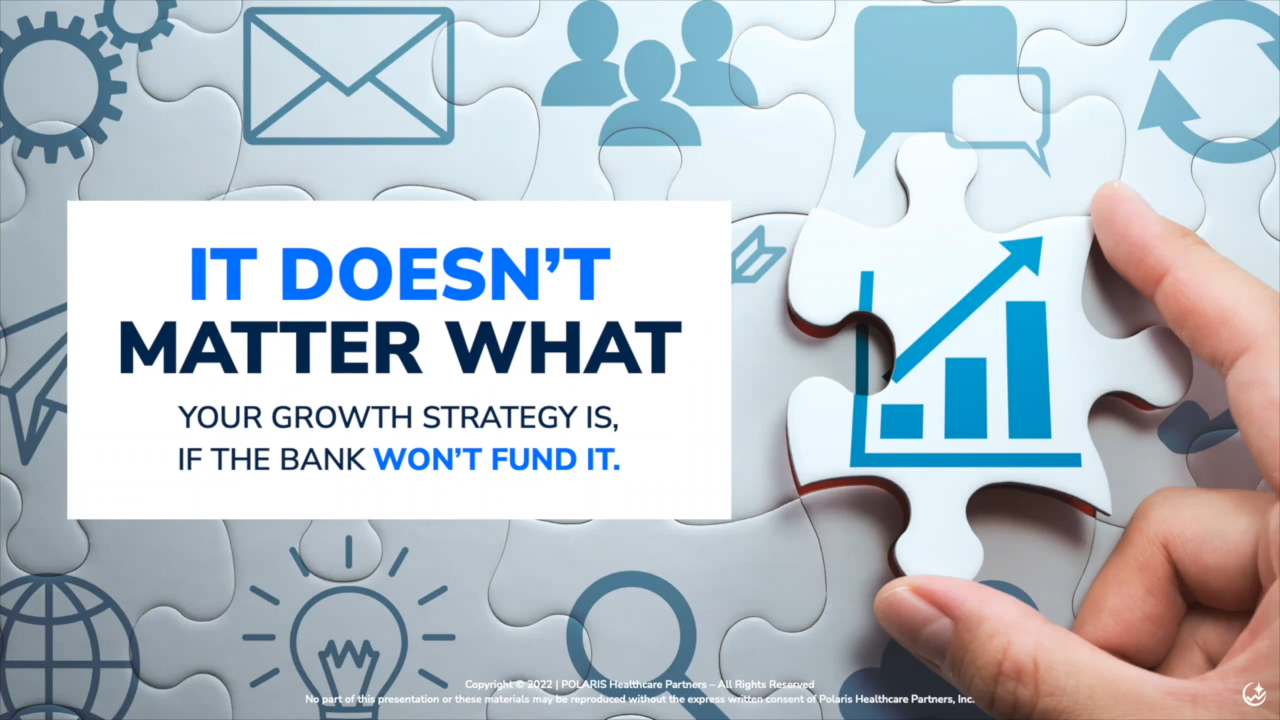 IT DOESN’T
MATTER WHAT
YOUR GROWTH STRATEGY IS,
IF THE BANK WON’T FUND IT.
Copyright © 2022 | POLARIS Healthcare Partners – All Rights Reserved
No part of this presentation or these materials may be reproduced without the express written consent of Polaris Healthcare Partners, Inc.